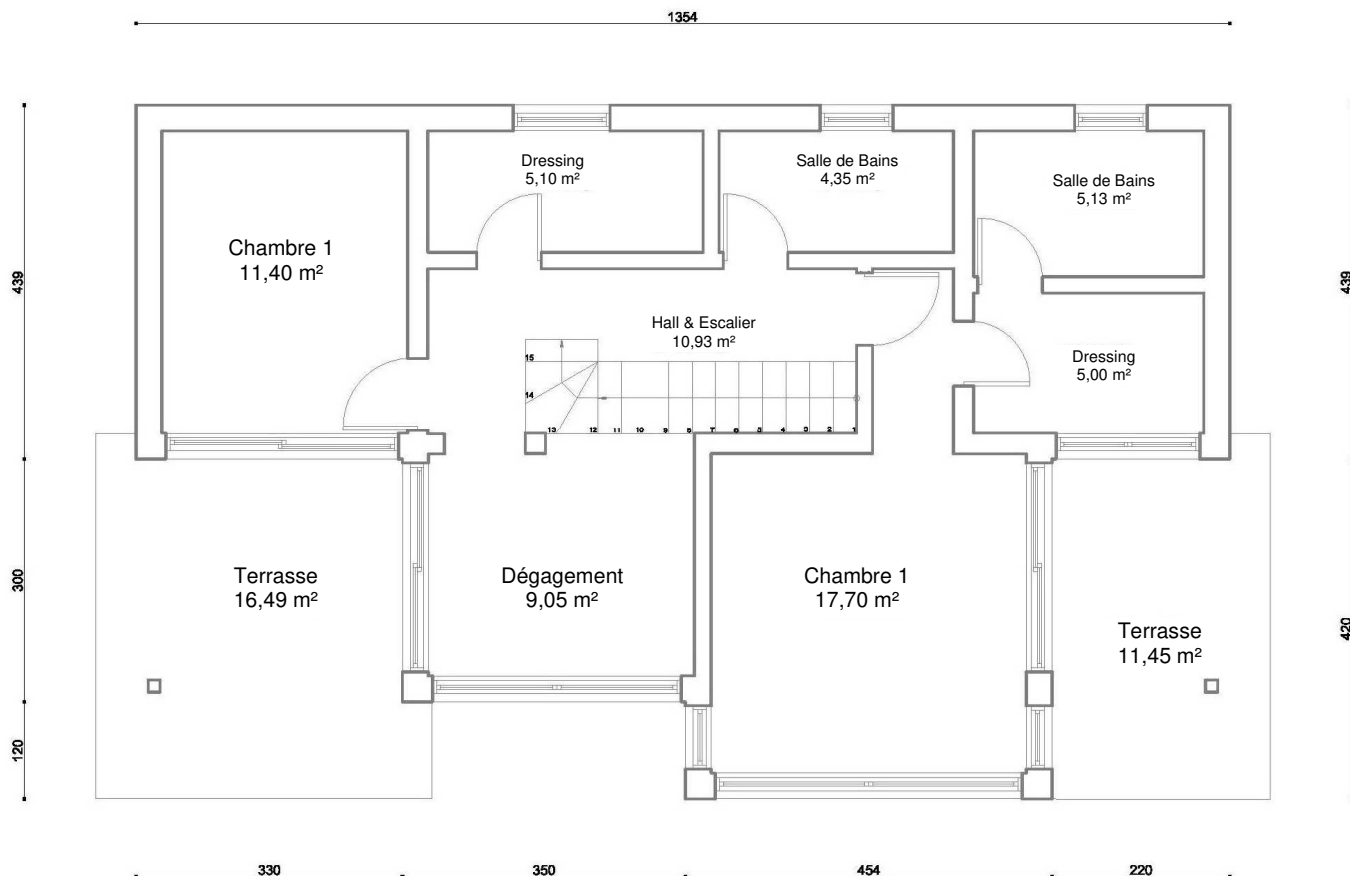 1354
Dressing
5,10 m²
Salle de Bains
4,35 m²
Salle de Bains
5,13 m²
Chambre 1
11,40 m²
439
439
Hall & Escalier
10,93 m²
Dressing
5,00 m²
15
14
13
12
11
10
9
8
7
6
5
4
3
2
1
Terrasse
16,49 m²
Dégagement
9,05 m²
Chambre 1
17,70 m²
Terrasse
11,45 m²
300
420
120
330
350
454
220